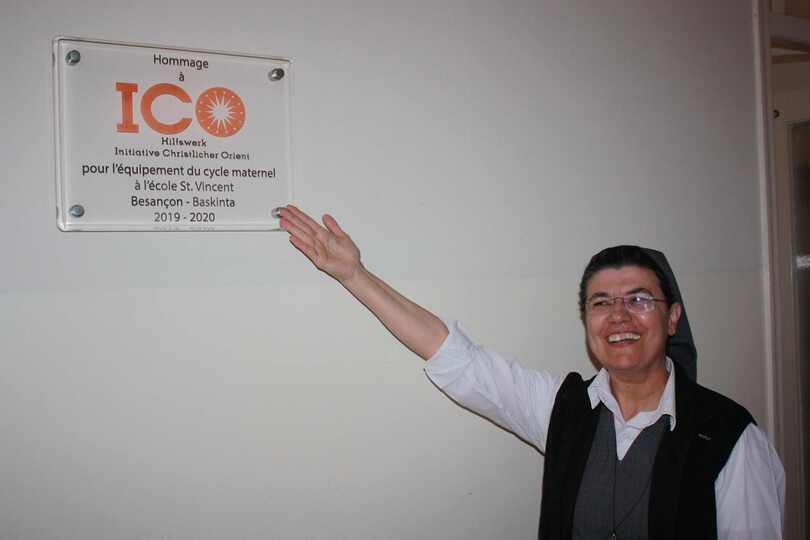 Hommage
à
ICO
Hilfswerk
Initiative Christlicher Orient
pour l'équipement du cycle maternel
à l'école St. Vincent
Besançon - Baskinta
2019 - 2020